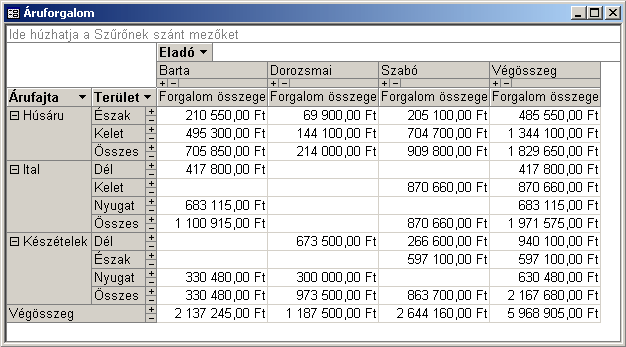 Áruforgalom
Ide húzhatja a Szűrőnek szánt mezőket
Eladó
Barta Dorozsmai Szabó Végösszeg
Árufajta Terület Forgalom összege Forgalom összege Forgalom összege Forgalom összege
Húsáru Észak 210 550,00 Ft 69 900,00 Ft 205 100,00 Ft 485 550,00 Ft
Kelet 495 300,00 Ft 144 100,00 Ft 704 700,00 Ft 1 344 100,00 Ft
Összes 705 850,00 Ft 214 000,00 Ft 909 800,00 Ft 1 829 650,00 Ft
Ital Dél 417 800,00 Ft 417 800,00 Ft
Kelet 870 660,00 Ft 870 660,00 Ft
Nyugat 683 115,00 Ft 683 115,00 Ft
Összes 1 100 915,00 Ft 870 660,00 Ft 1 971 575,00 Ft
Készételek Dél 673 500,00 Ft 266 600,00 Ft 940 100,00 Ft
Észak 597 100,00 Ft 597 100,00 Ft
Nyugat 330 480,00 Ft 300 000,00 Ft 630 480,00 Ft
Összes 330 480,00 Ft 973 500,00 Ft 863 700,00 Ft 2 167 680,00 Ft
Végösszeg 2 137 245,00 Ft 1 187 500,00 Ft 2 644 160,00 Ft 5 968 905,00 Ft